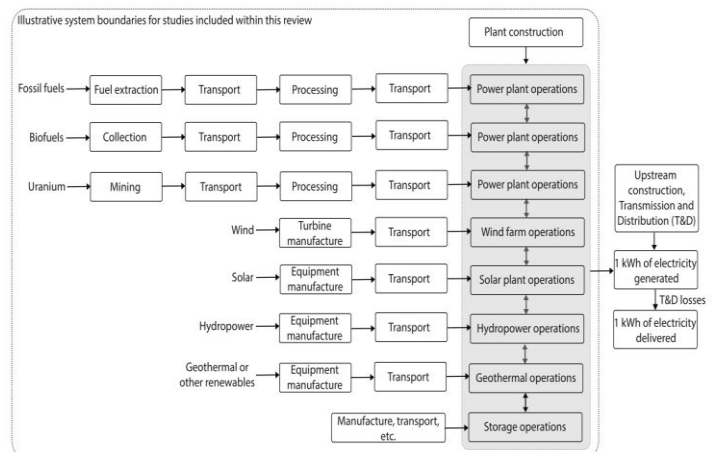 Illustrative system boundaries for studies included within this review
Plant construction
Fossil fuels
Fuel extraction
Transport
Processing
Transport
Power plant operations
Biofuels
Collection
Transport
Processing
Transport
Power plant operations
Uranium
Mining
Transport
Processing
Transport
Power plant operations
Wind
Turbine
manufacture
Transport
Wind farm operations
Solar
Equipment
manufacture
Transport
Solar plant operations
Hydropower
Equipment
manufacture
Transport
Hydropower operations
Geothermal or
other renewables
Equipment
manufacture
Transport
Geothermal operations
Manufacture, transport,
etc.
Storage operations
Upstream
construction,
Transmission and
Distribution (T&D)
1 kWh of electricity
generated
T&D losses
1 kWh of electricity
delivered